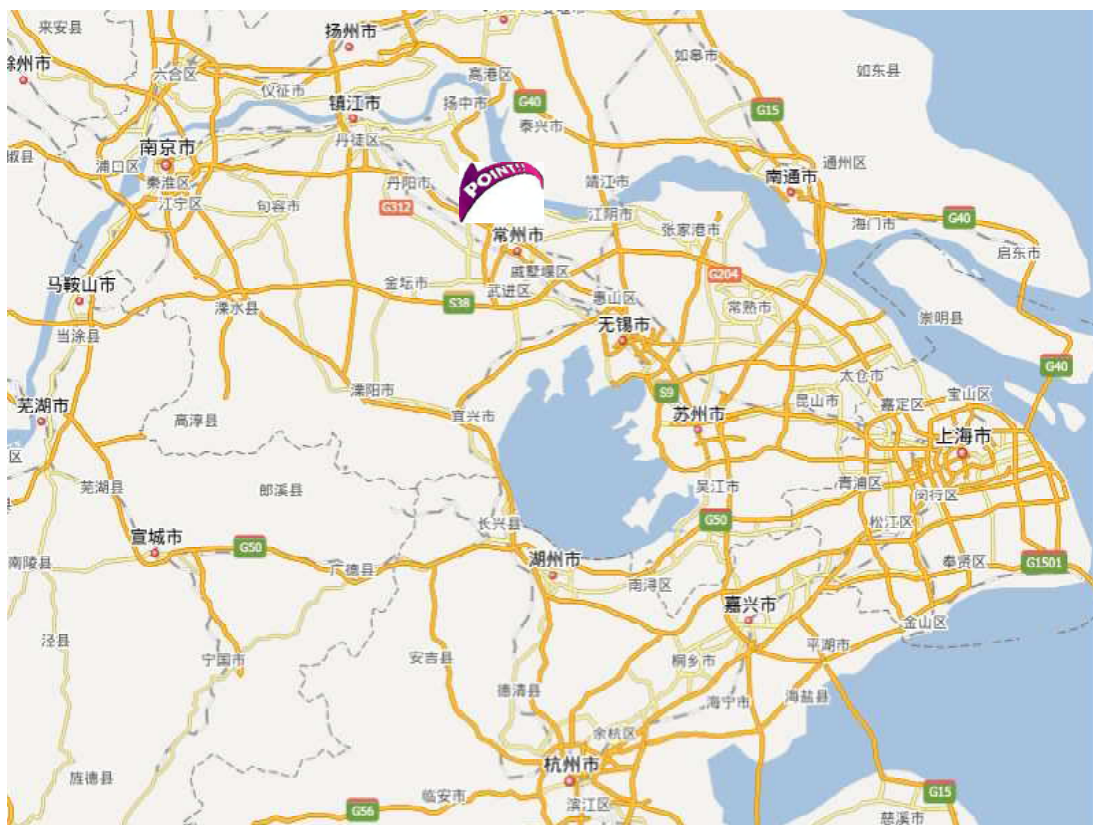 来安县
扬州市
如皋市
如东县
滁州市
六合区
仪征市
高港区
镇江市
扬中市
G40
G15
泰兴市
丹徒区
南京市
浦口区
秦淮区
江宁区
句容市
丹阳市
G312
POINT!!
靖江市
江阴市
南通市
通州区
海门市
G40
启东市
张家港市
常州市
戚墅堰区
G204
马鞍山市
溧水县
金坛市
武进区
S38
惠山区
常熟市
崇明县
当涂县
无锡市
G40
太仓市
宝山区
芜湖市
高淳县
溧阳市
宜兴市
S9
苏州市
昆山市
嘉定区
上海市
区
芜湖县
郎溪县
吴江市
青浦区
闵行区
宣城市
G50
长兴县
G50
松江区
南陵县
广德县
湖州市
南浔区
奉贤区
G1501
嘉兴市
金山区
泾县
宁国市
安吉县
桐乡市
平湖市
德清县
海宁市
海盐县
余杭区
旌德县
杭州市
临安市
G56
滨江区
G15
慈溪市